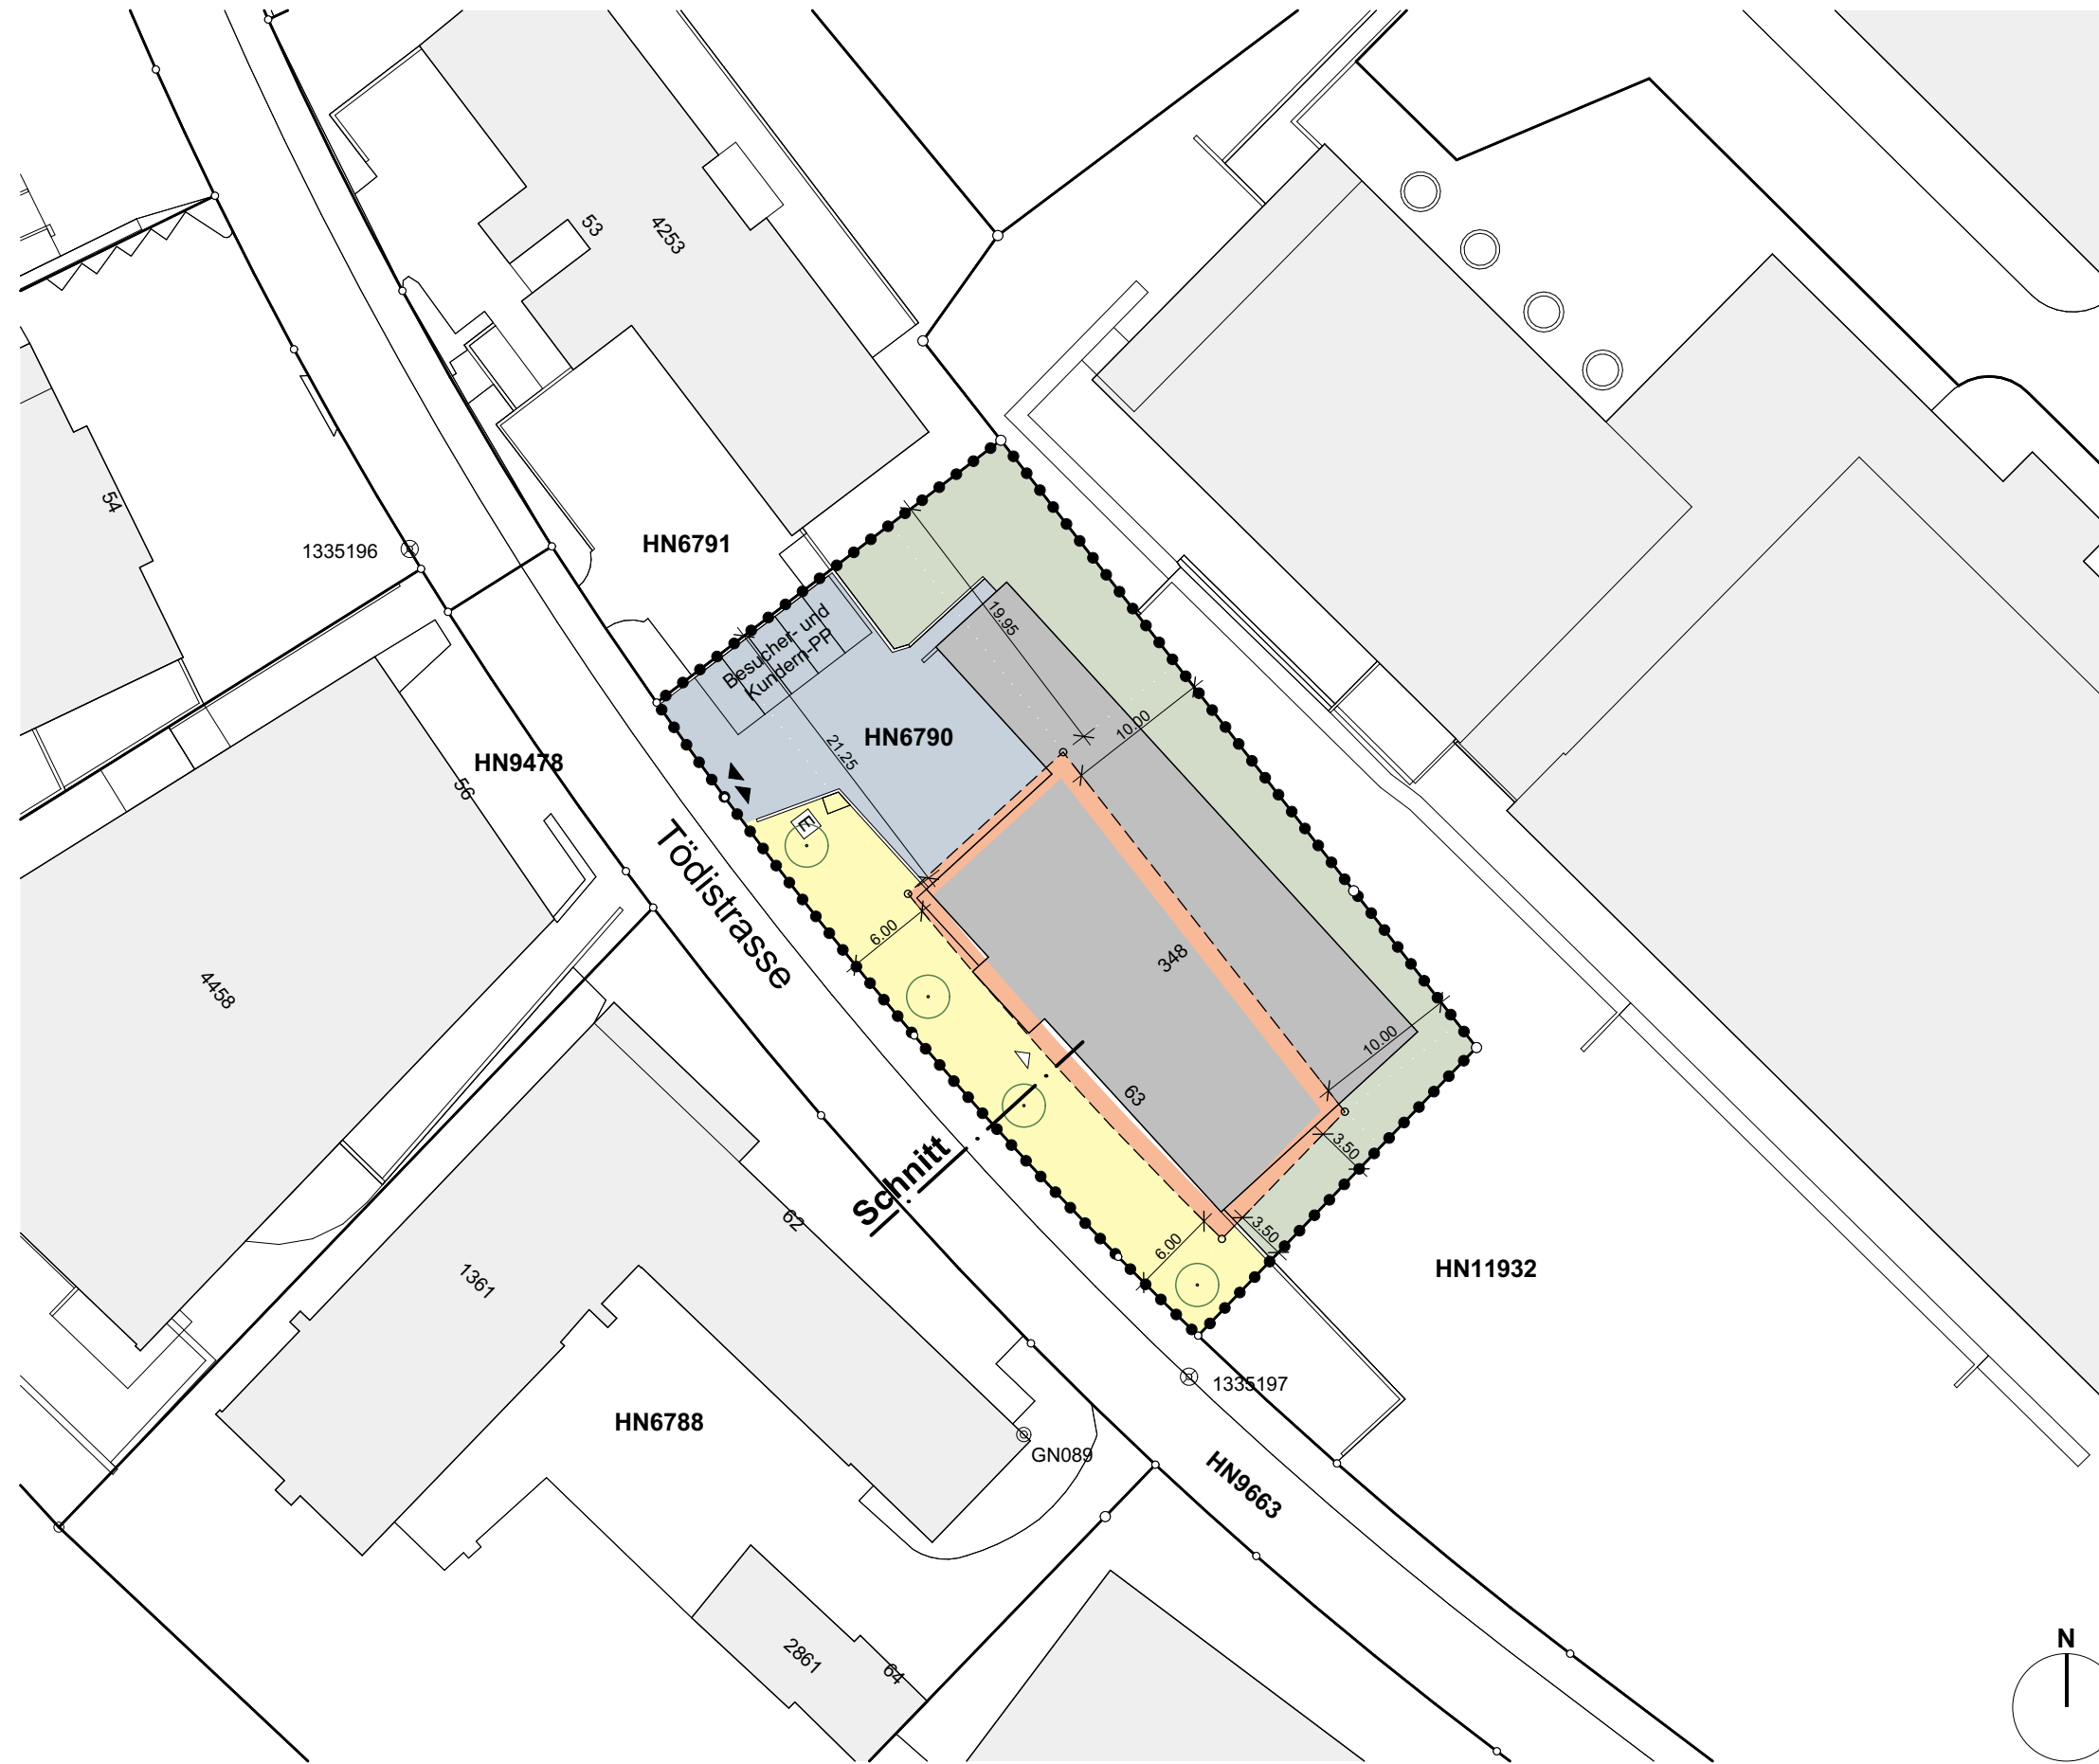 53
4253
54
1335196
HN6791
Besucher- und
Kundern-PP
19.95
HN6790
10.00
21.25
HN9478
56
E
Tödistrasse
6.00
348
4458
10.00
63
3.50
Schnitt
62
6.00
3.50
HN11932
1361
1335197
HN6788
GN089
HN9663
N
2861
64